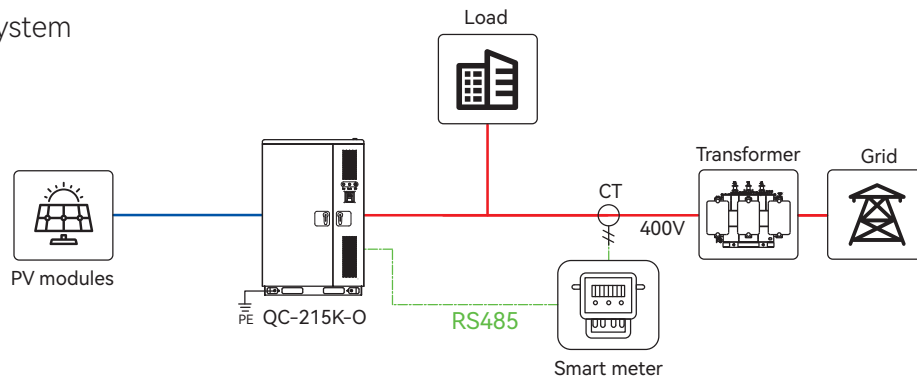 ystem
Load
Transformer
Grid
CT
400V
PV modules
PE
QC-215K-O
RS485
Smart meter